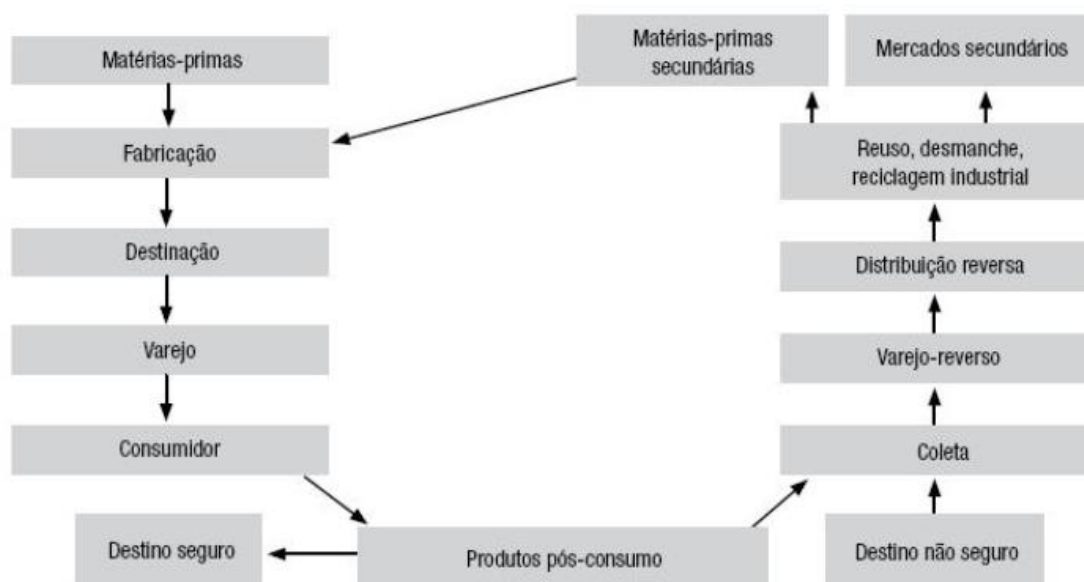 Matérias-primas
Fabricação
Destinação
Varejo
Consumidor
Destino seguro
Produtos pós-consumo
Matérias-primas
secundárias
Mercados secundários
Reuso, desmanche,
reciclagem industrial
Distribuição reversa
Varejo-reverso
Coleta
Destino não seguro